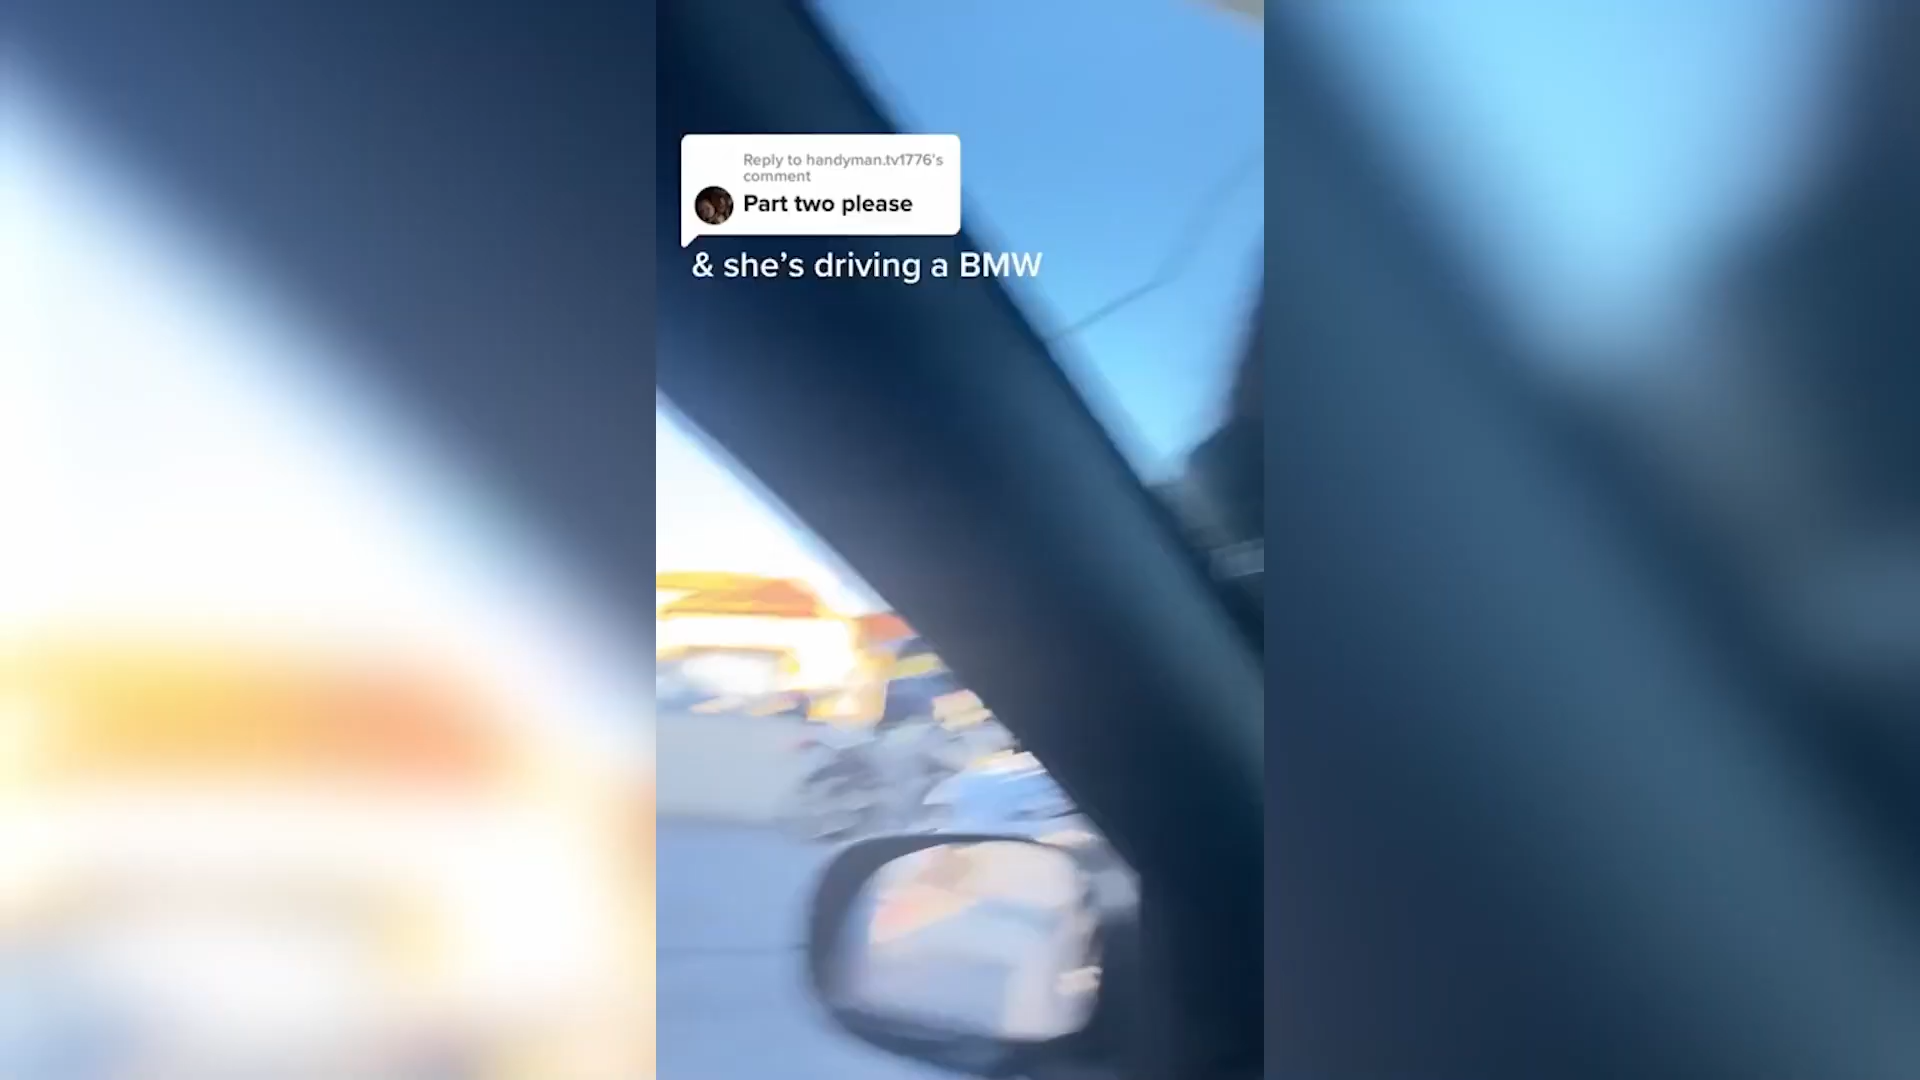 Reply to handyman.tv1776's
comment
Part two please
& she's driving a BMW